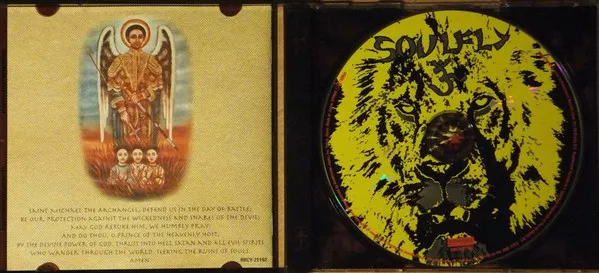 SAINT MICHAEL THE ARCHANGEL, DEFEND US IN THE DAY OF BATTLE;
BE OUR PROTECTION AGAINST THE WICKEDNESS AND SNARES OF THE DEVIL.
MAY GOD REBUKE HIM, WE HUMBLY PRAY:
AND DO THOU, O PRINCE OF THE HEAVENLY HOST,
BY THE DIVINE POWER OF GOD, THRUST INTO HELL SATAN AND ALL EVIL SPIRITS
WHO WANDER THROUGH THE WORLD SEEKING THE RUINS OF SOULS.
AMEN
RRCY-21162
SOULFLY